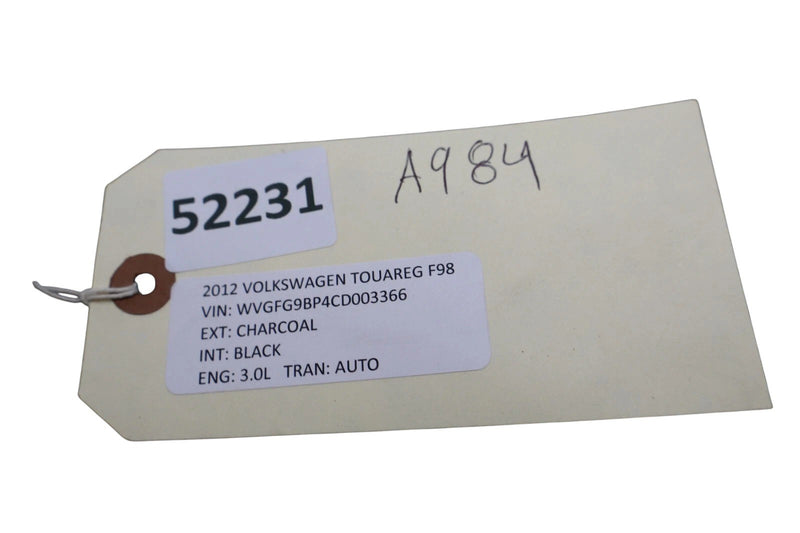 52231
A984
2012 VOLKSWAGEN TOUAREG F98
VIN: WVGFG9BP4CD003366
EXT: CHARCOAL
INT: BLACK
ENG: 3.0L TRAN: AUTO